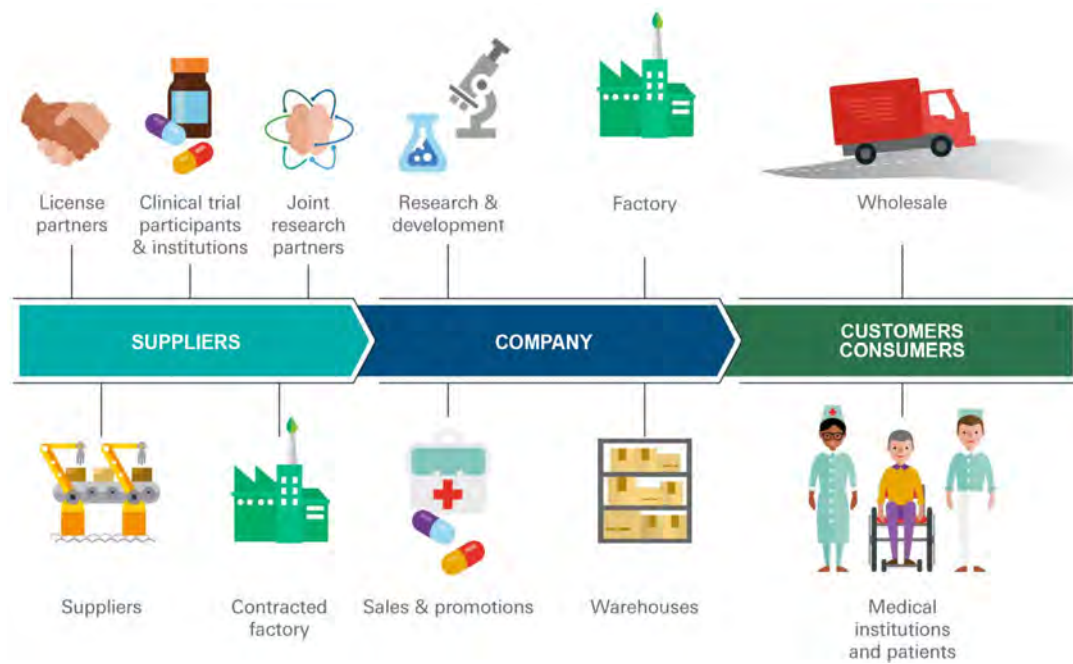 License
partners
Clinical trial
participants
& institutions
Joint
research
partners
Research &
development
Factory
Wholesale
SUPPLIERS
COMPANY
CUSTOMERS
CONSUMERS
Suppliers
Contracted
factory
Sales & promotions
Warehouses
Medical
institutions
and patients